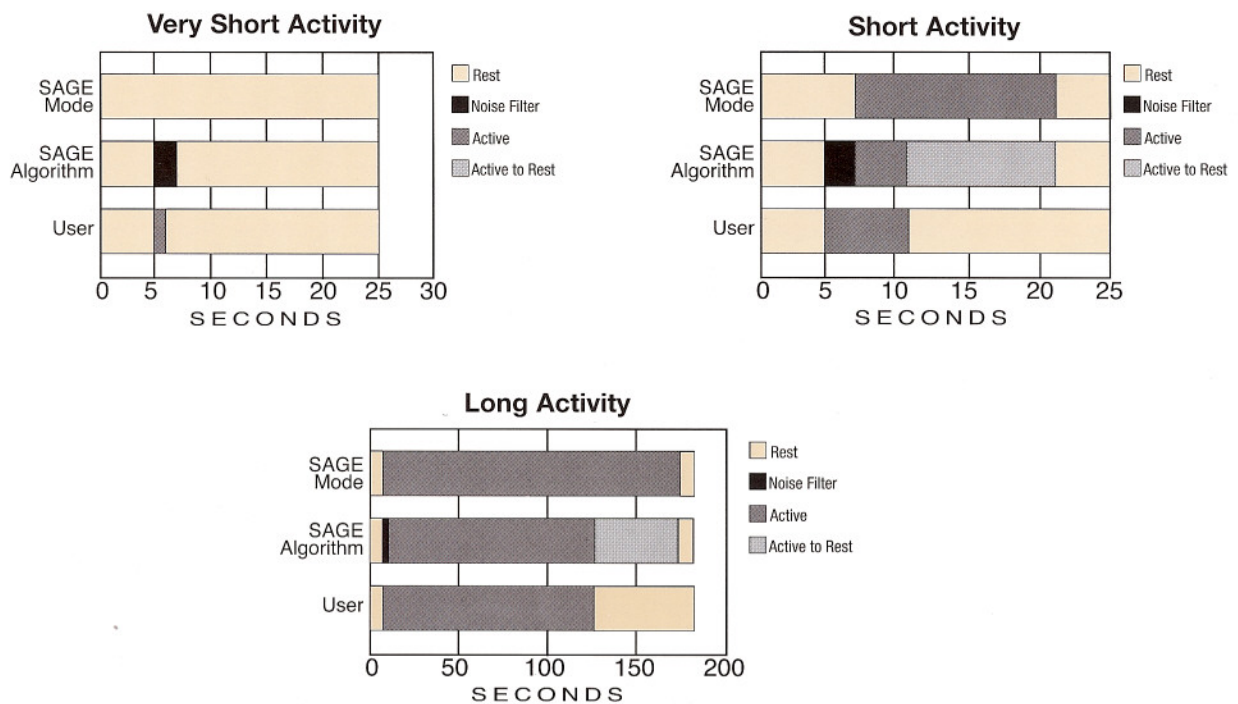 Very Short Activity
SAGE
Mode
SAGE
Algorithm
User
0 5 10 15 20 25 30
SECONDS
Rest
Noise Filter
Active
Active to Rest
Short Activity
SAGE
Mode
SAGE
Algorithm
User
0 5 10 15 20 25
SECONDS
Rest
Noise Filter
Active
Active to Rest
Long Activity
SAGE
Mode
SAGE
Algorithm
User
0 50 100 150 200
SECONDS
Rest
Noise Filter
Active
Active to Rest